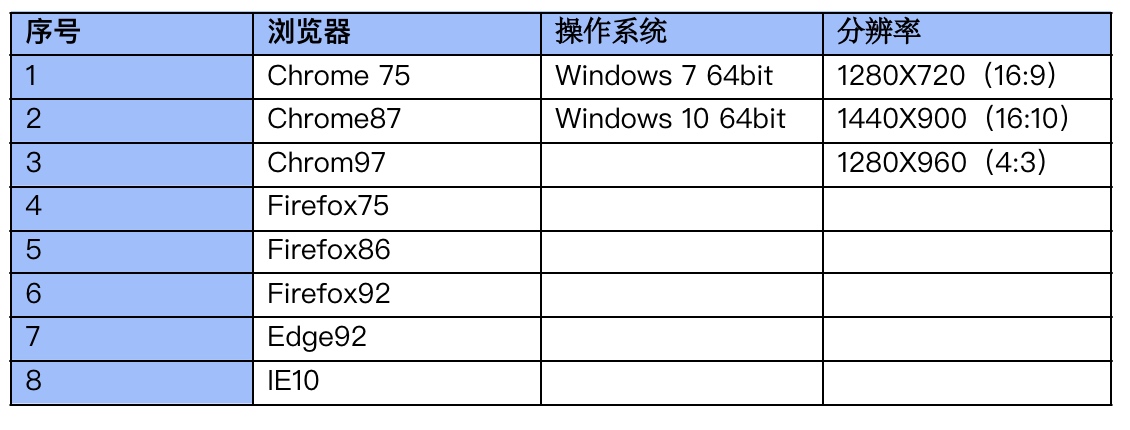 序号 浏览器 操作系统 分辨率
1 Chrome 75 Windows 7 64bit 1280X720（16:9）
2 Chrome87 Windows 10 64bit 1440X900（16:10）
3 Chrom97 1280X960（4:3）
4 Firefox75
5 Firefox86
6 Firefox92
7 Edge92
8 IE10